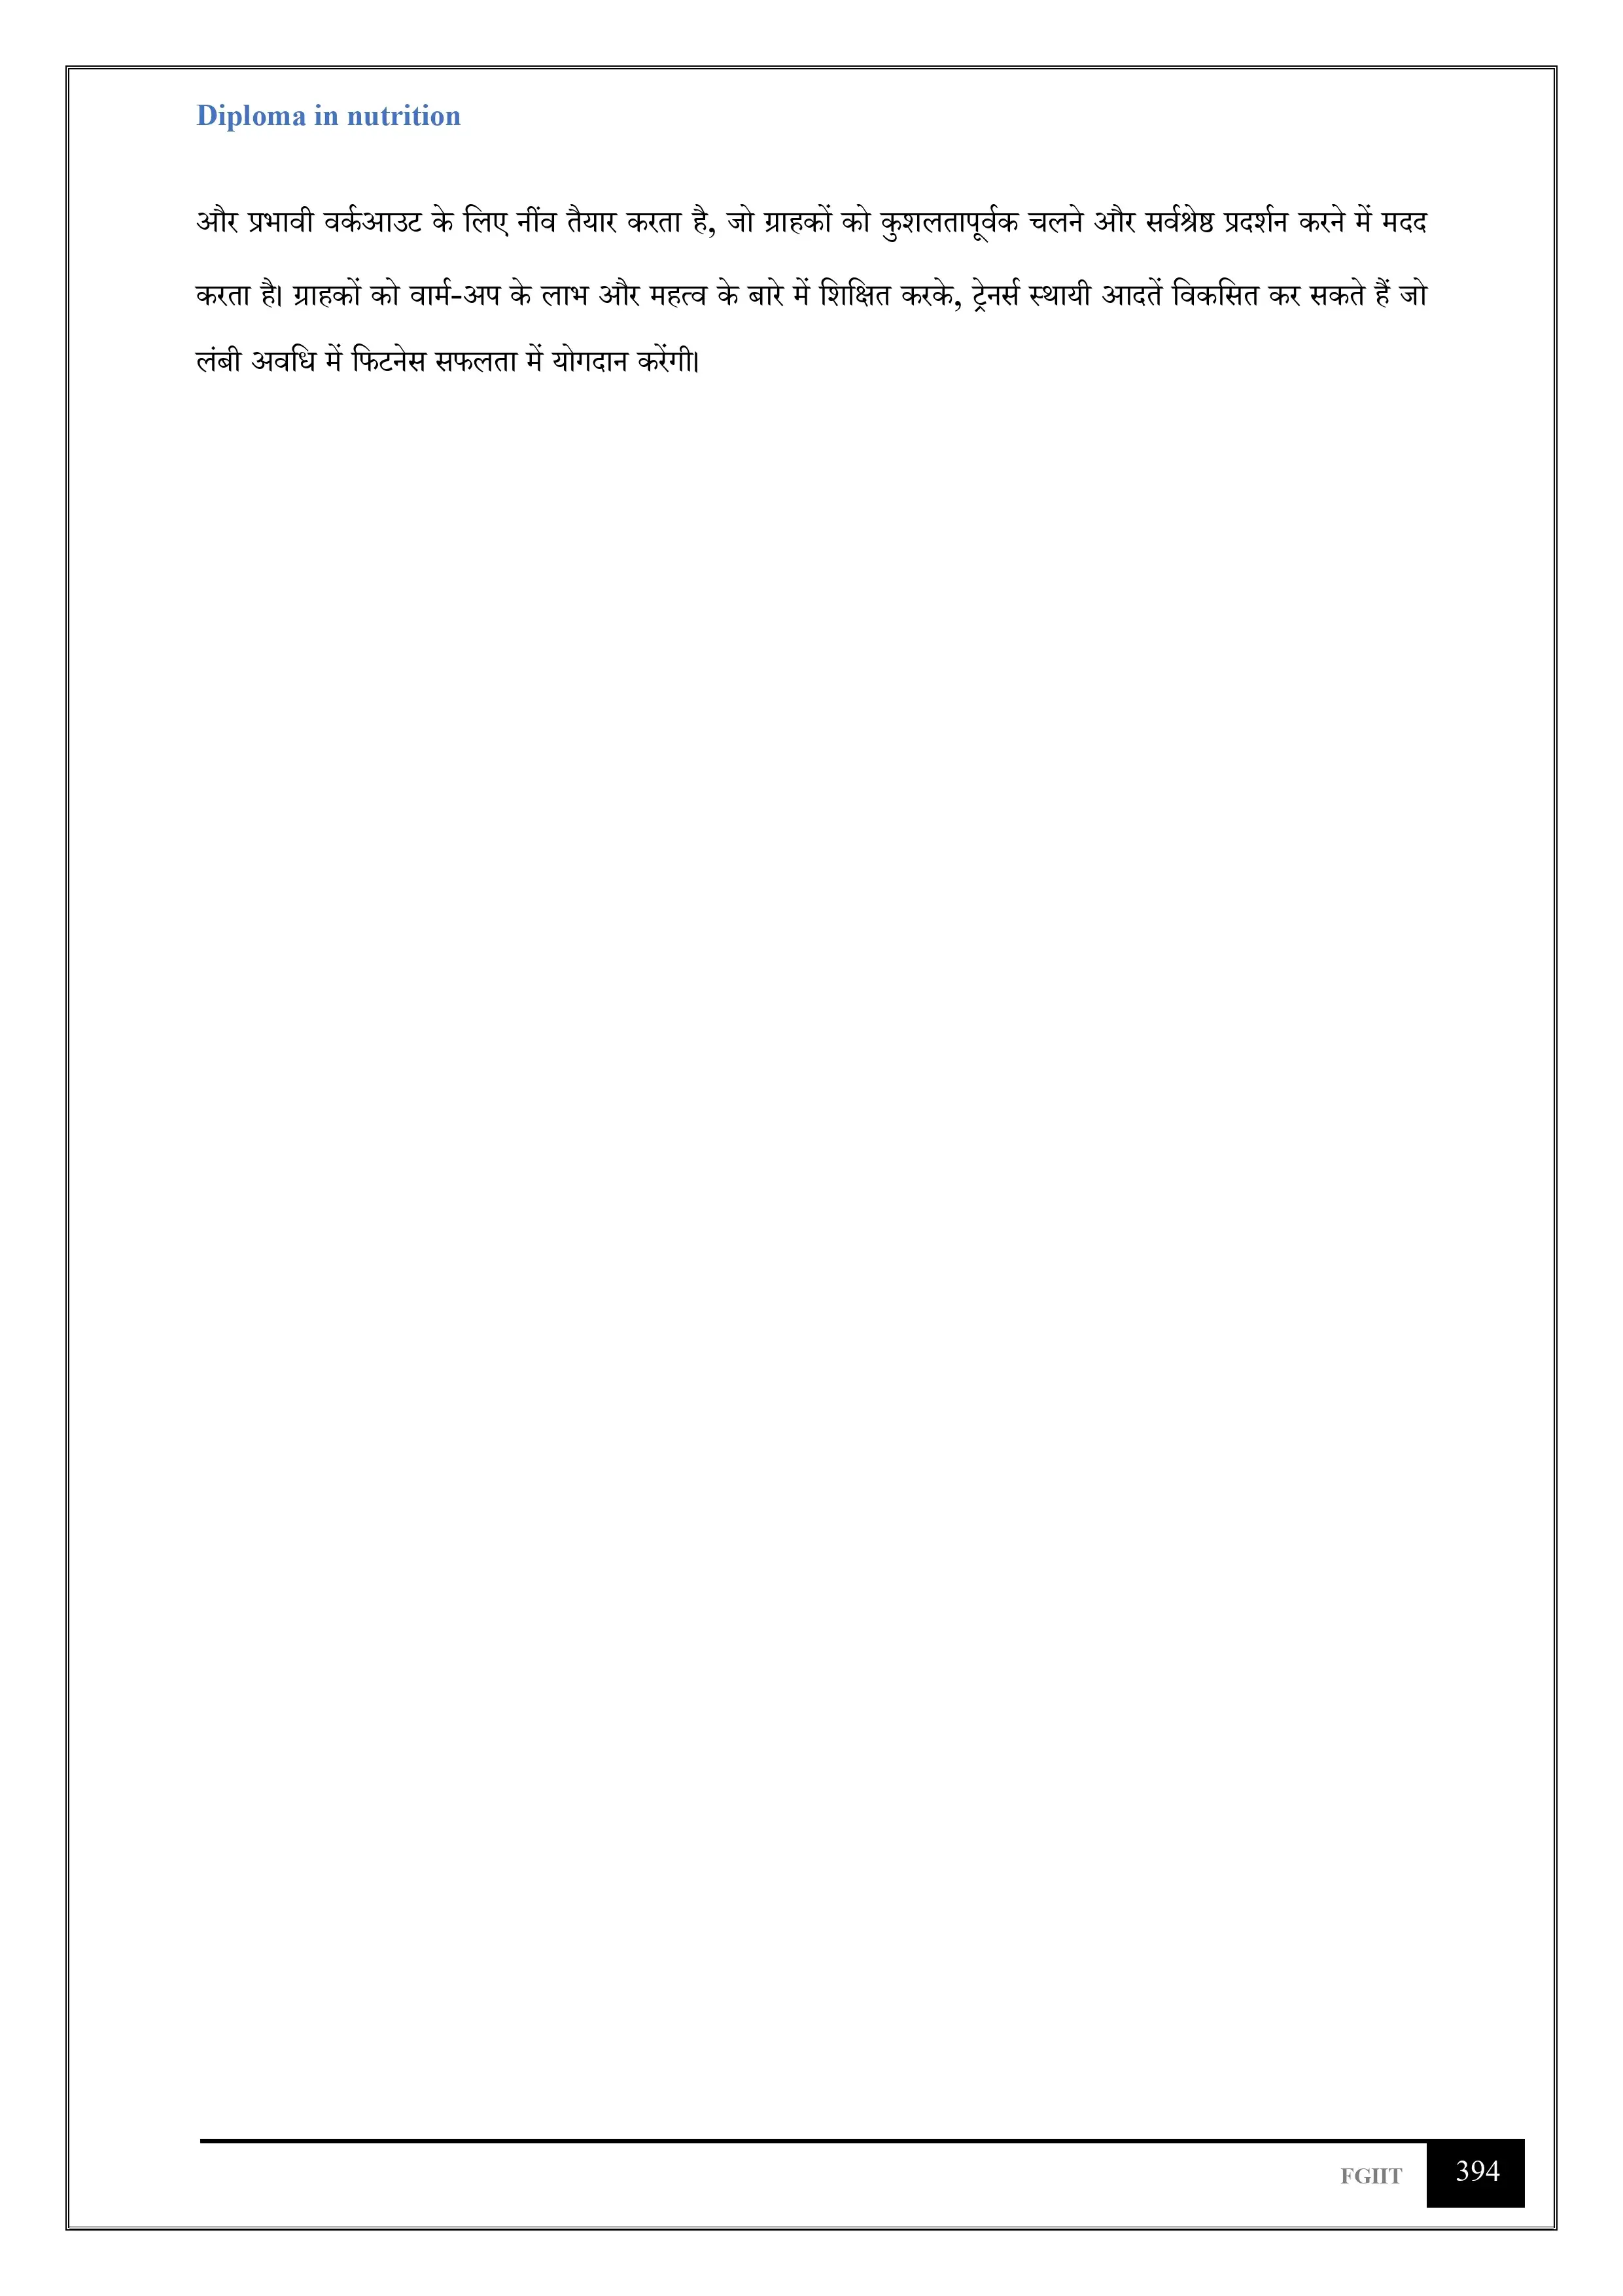 Diploma in nutrition
और प्रभावी वर्कआउट के लिए नींव तैयार करता है, जो ग्राहकों को कुशलतापूर्वक चलने और सर्वश्रेष्ठ प्रदर्शन करने में मदद
करता है। ग्राहकों को वार्म-अप के लाभ और महत्व के बारे में शिक्षित करके, ट्रेनर्स स्थायी आदतें विकसित कर सकते हैं जो
लंबी अवधि में फिटनेस सफलता में योगदान करेंगी।
FGIIT 394